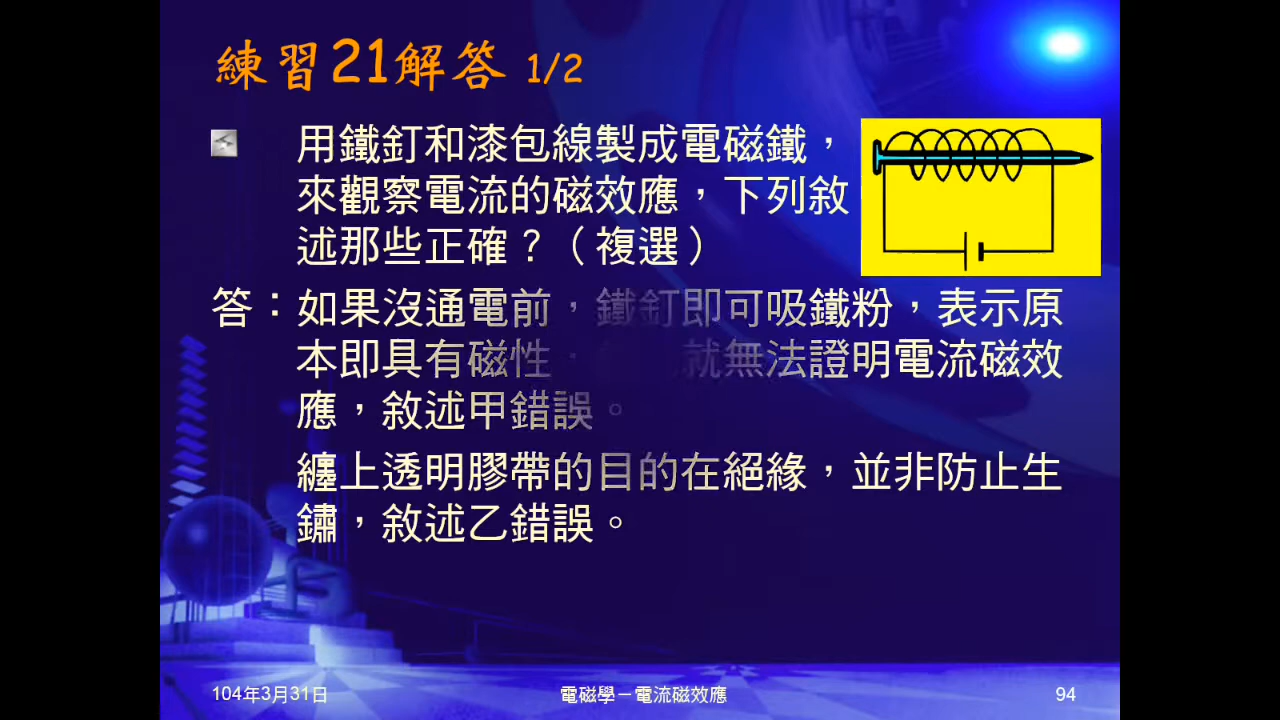 練習21解答 1/2
用鐵釘和漆包線製成電磁鐵，
來觀察電流的磁效應，下列敘
述那些正確？（複選）
答：如果沒通電前，鐵釘即可吸鐵粉，表示原
本即具有磁性，就無法證明電流磁效
應，敘述甲錯誤。
纏上透明膠帶的目的在絕緣，並非防止生
鏽，敘述乙錯誤。
104年3月31日
電磁學－電流磁效應
94